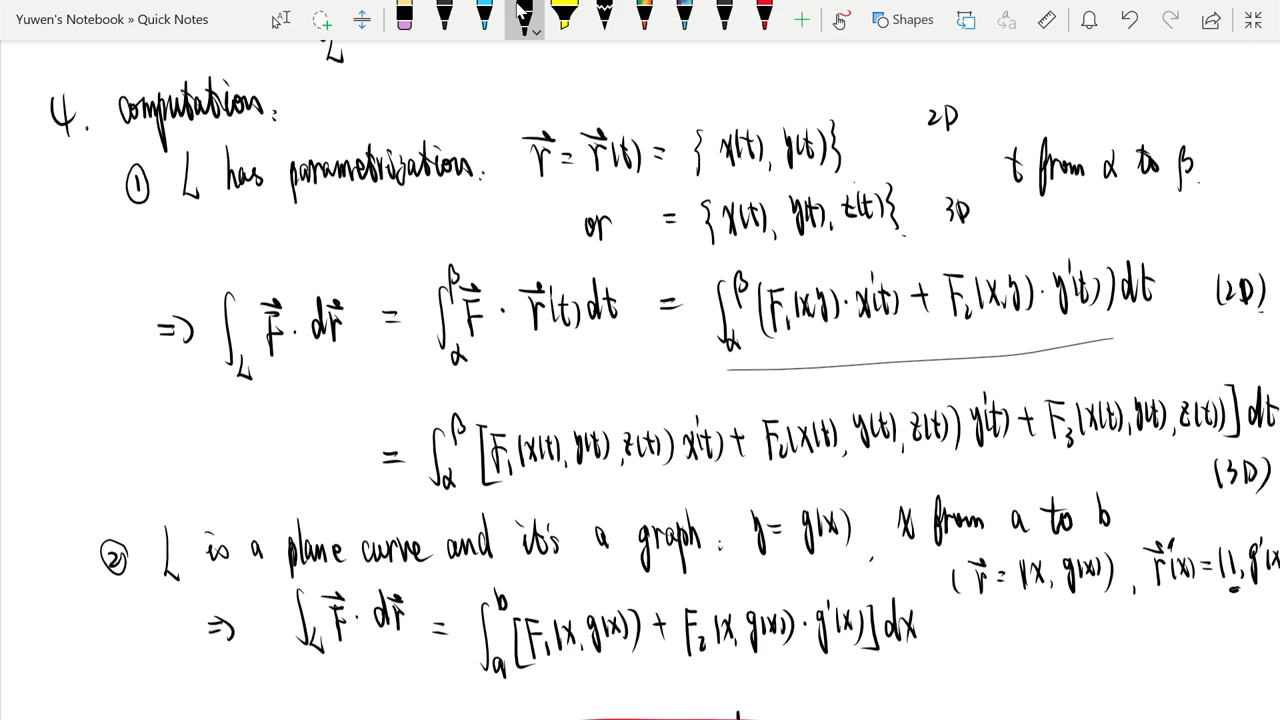 Yuwen's Notebook » Quick Notes
Shapes
L
4. computation:
① L has parametrization. r⃗ = r⃗(t) = {x(t), y(t)} 2D t from α to β.
or = {x(t), y(t), z(t)}. 3D
=> ∫_L F⃗ · dr⃗ = ∫_α^β F⃗ · r⃗'(t) dt = ∫_α^β (F₁(x,y) · x'(t) + F₂(x,y) · y'(t)) dt (2D)
= ∫_α^β [F₁(x(t), y(t), z(t)) x'(t) + F₂(x(t), y(t), z(t)) y'(t) + F₃(x(t), y(t), z(t))] dt
(3D)
② L is a plane curve and it's a graph: y = g(x), x from a to b
(r⃗ = (x, g(x)), r⃗'(x) = (1, g'(x
=> ∫_L F⃗ · dr⃗ = ∫_a^b [F₁(x, g(x)) + F₂(x, g(x)) · g'(x)] dx